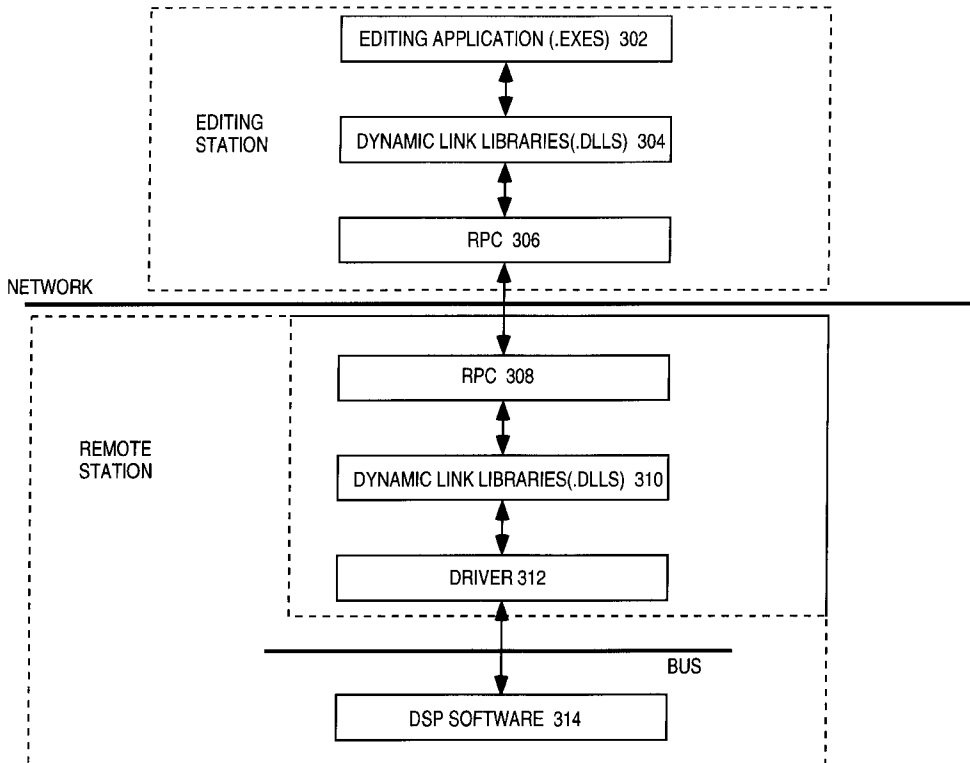 EDITING APPLICATION (.EXES) 302
EDITING
STATION
DYNAMIC LINK LIBRARIES(.DLLS) 304
RPC 306
NETWORK
RPC 308
REMOTE
STATION
DYNAMIC LINK LIBRARIES(.DLLS) 310
DRIVER 312
BUS
DSP SOFTWARE 314